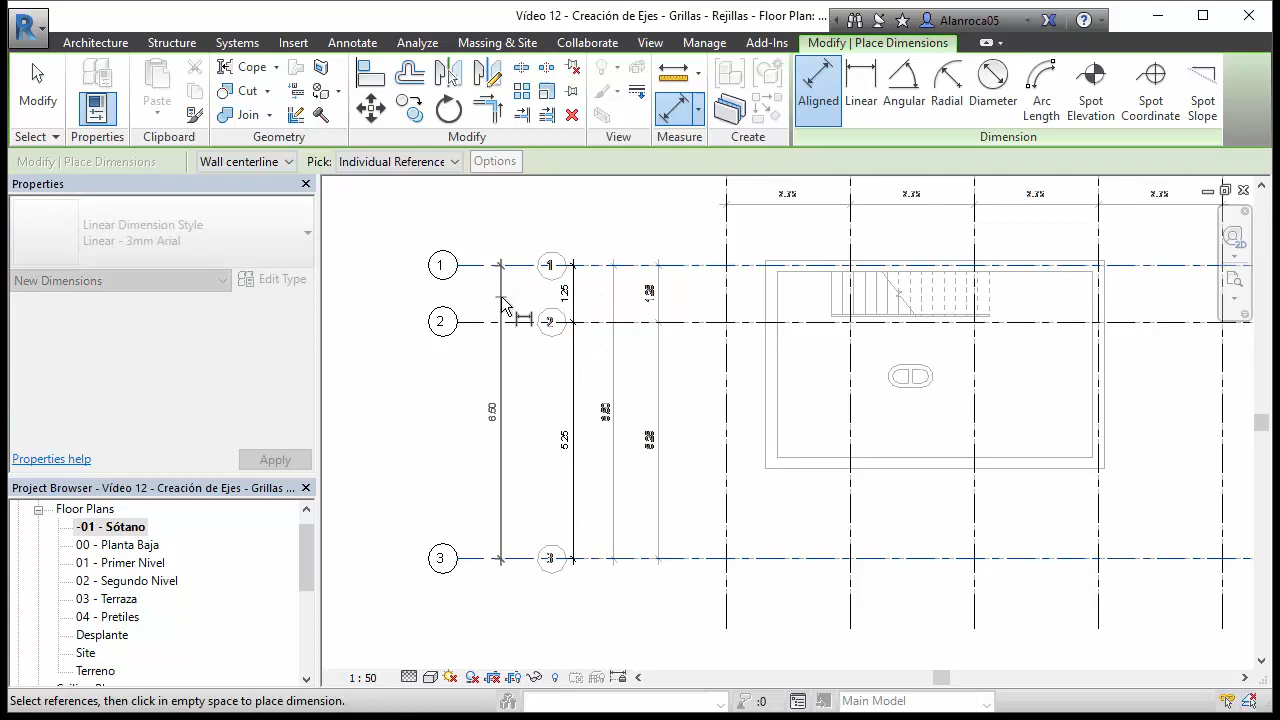 Vídeo 12 - Creación de Ejes - Grillas - Rejillas - Floor Plan: ...
Alanroca05
Architecture Structure Systems Insert Annotate Analyze Massing & Site Collaborate View Manage Add-Ins Modify | Place Dimensions
Modify
Paste
Cope
Cut
Join
Aligned Linear Angular Radial Diameter Arc Length Spot Elevation Spot Coordinate Spot Slope
Select Properties Clipboard Geometry Modify View Measure Create Dimension
Modify | Place Dimensions Wall centerline Pick: Individual Reference Options
Properties
Linear Dimension Style
Linear - 3mm Arial
New Dimensions Edit Type
Properties help Apply
Project Browser - Vídeo 12 - Creación de Ejes - Grillas ...
Floor Plans
-01 - Sótano
00 - Planta Baja
01 - Primer Nivel
02 - Segundo Nivel
03 - Terraza
04 - Pretiles
Desplante
Site
Terreno
1
2
3
1.25
6.50
5.25
2D
1 : 50
Select references, then click in empty space to place dimension.
:0
Main Model